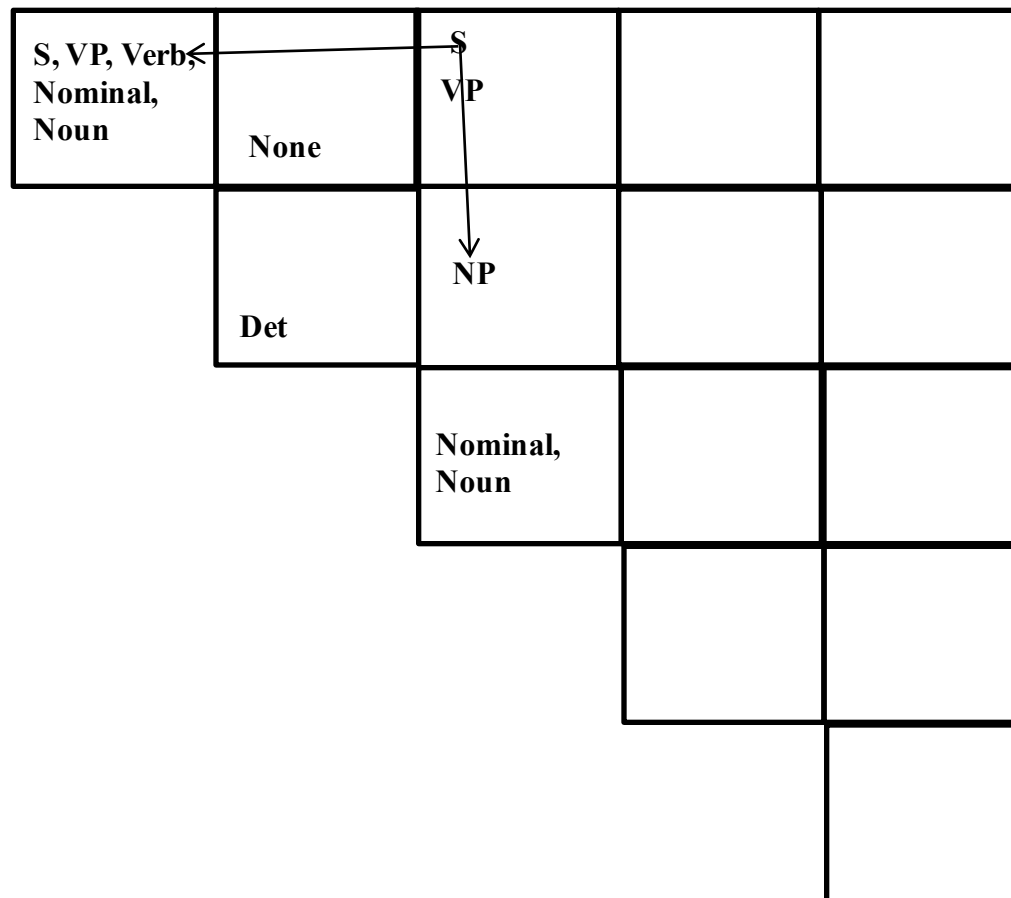 S, VP, Verb,
Nominal,
Noun
None
S
VP
Det
NP
Nominal,
Noun